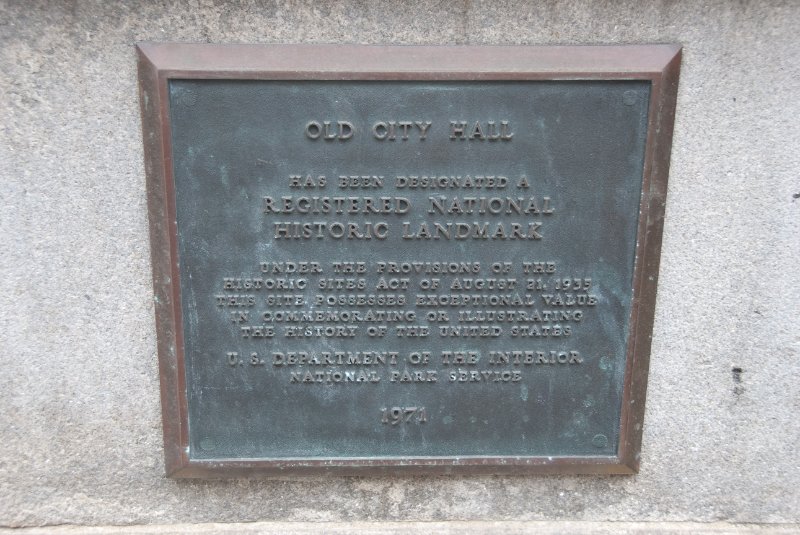 OLD CITY HALL
HAS BEEN DESIGNATED A
REGISTERED NATIONAL
HISTORIC LANDMARK
UNDER THE PROVISIONS OF THE
HISTORIC SITES ACT OF AUGUST 21, 1935
THIS SITE POSSESSES EXCEPTIONAL VALUE
IN COMMEMORATING OR ILLUSTRATING
THE HISTORY OF THE UNITED STATES
U. S. DEPARTMENT OF THE INTERIOR
NATIONAL PARK SERVICE
1971